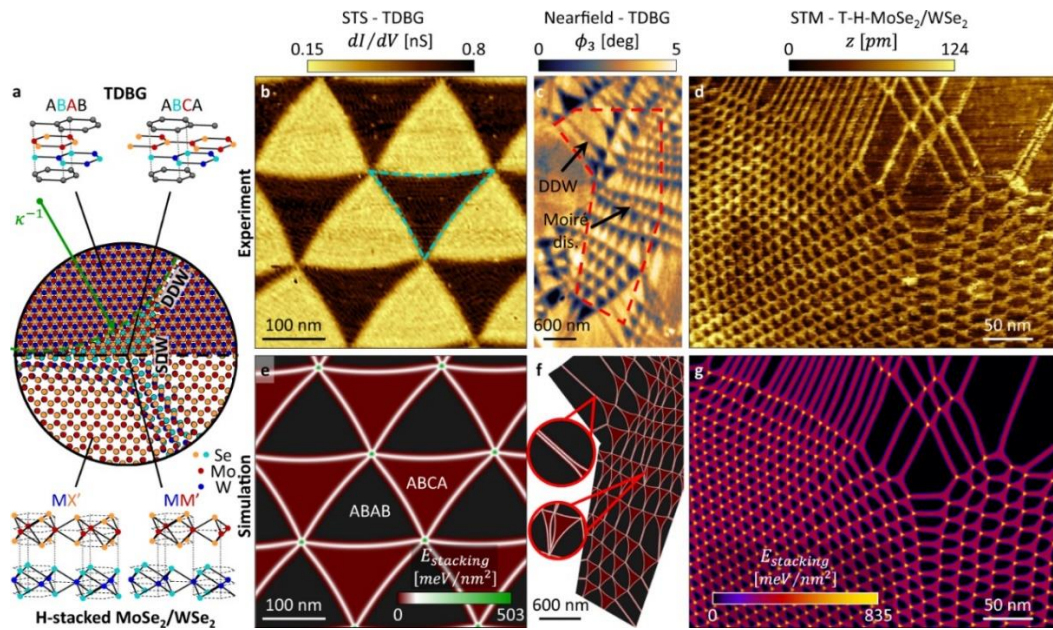 STS - TDBG
dI/dV [nS]
0.15 0.8
Nearfield - TDBG
ϕ₃ [deg]
0 5
STM - T-H-MoSe₂/WSe₂
z [pm]
0 124
a
TDBG
ABAB ABCA
κ⁻¹
DDW
SDW
Se
Mo
W
MX′ MM′
H-stacked MoSe₂/WSe₂
Experiment
b
100 nm
c
DDW
Moiré
dis.
600 nm
d
50 nm
Simulation
e
ABCA
ABAB
E_stacking
[meV/nm²]
0 503
100 nm
f
600 nm
g
E_stacking
[meV/nm²]
0 835
50 nm